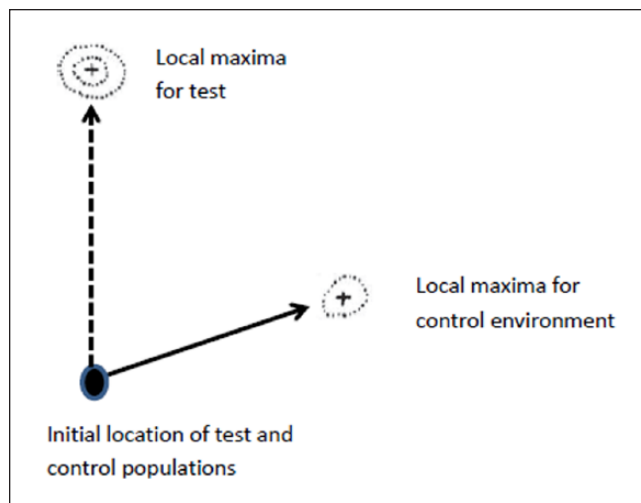 Local maxima
for test
Local maxima for
control environment
Initial location of test and
control populations